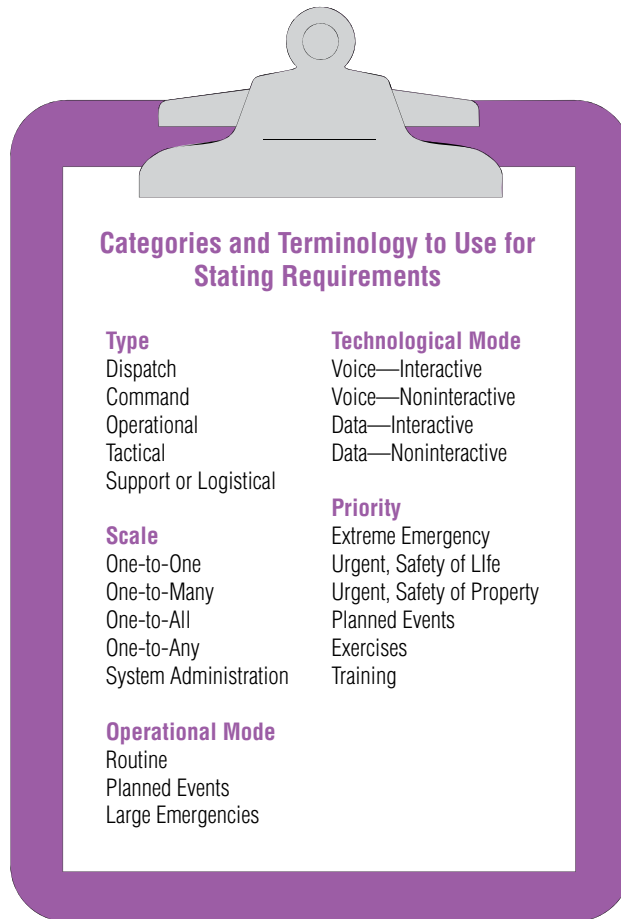 Categories and Terminology to Use for
Stating Requirements
Type
Dispatch
Command
Operational
Tactical
Support or Logistical
Scale
One-to-One
One-to-Many
One-to-All
One-to-Any
System Administration
Operational Mode
Routine
Planned Events
Large Emergencies
Technological Mode
Voice—Interactive
Voice—Noninteractive
Data—Interactive
Data—Noninteractive
Priority
Extreme Emergency
Urgent, Safety of LIfe
Urgent, Safety of Property
Planned Events
Exercises
Training